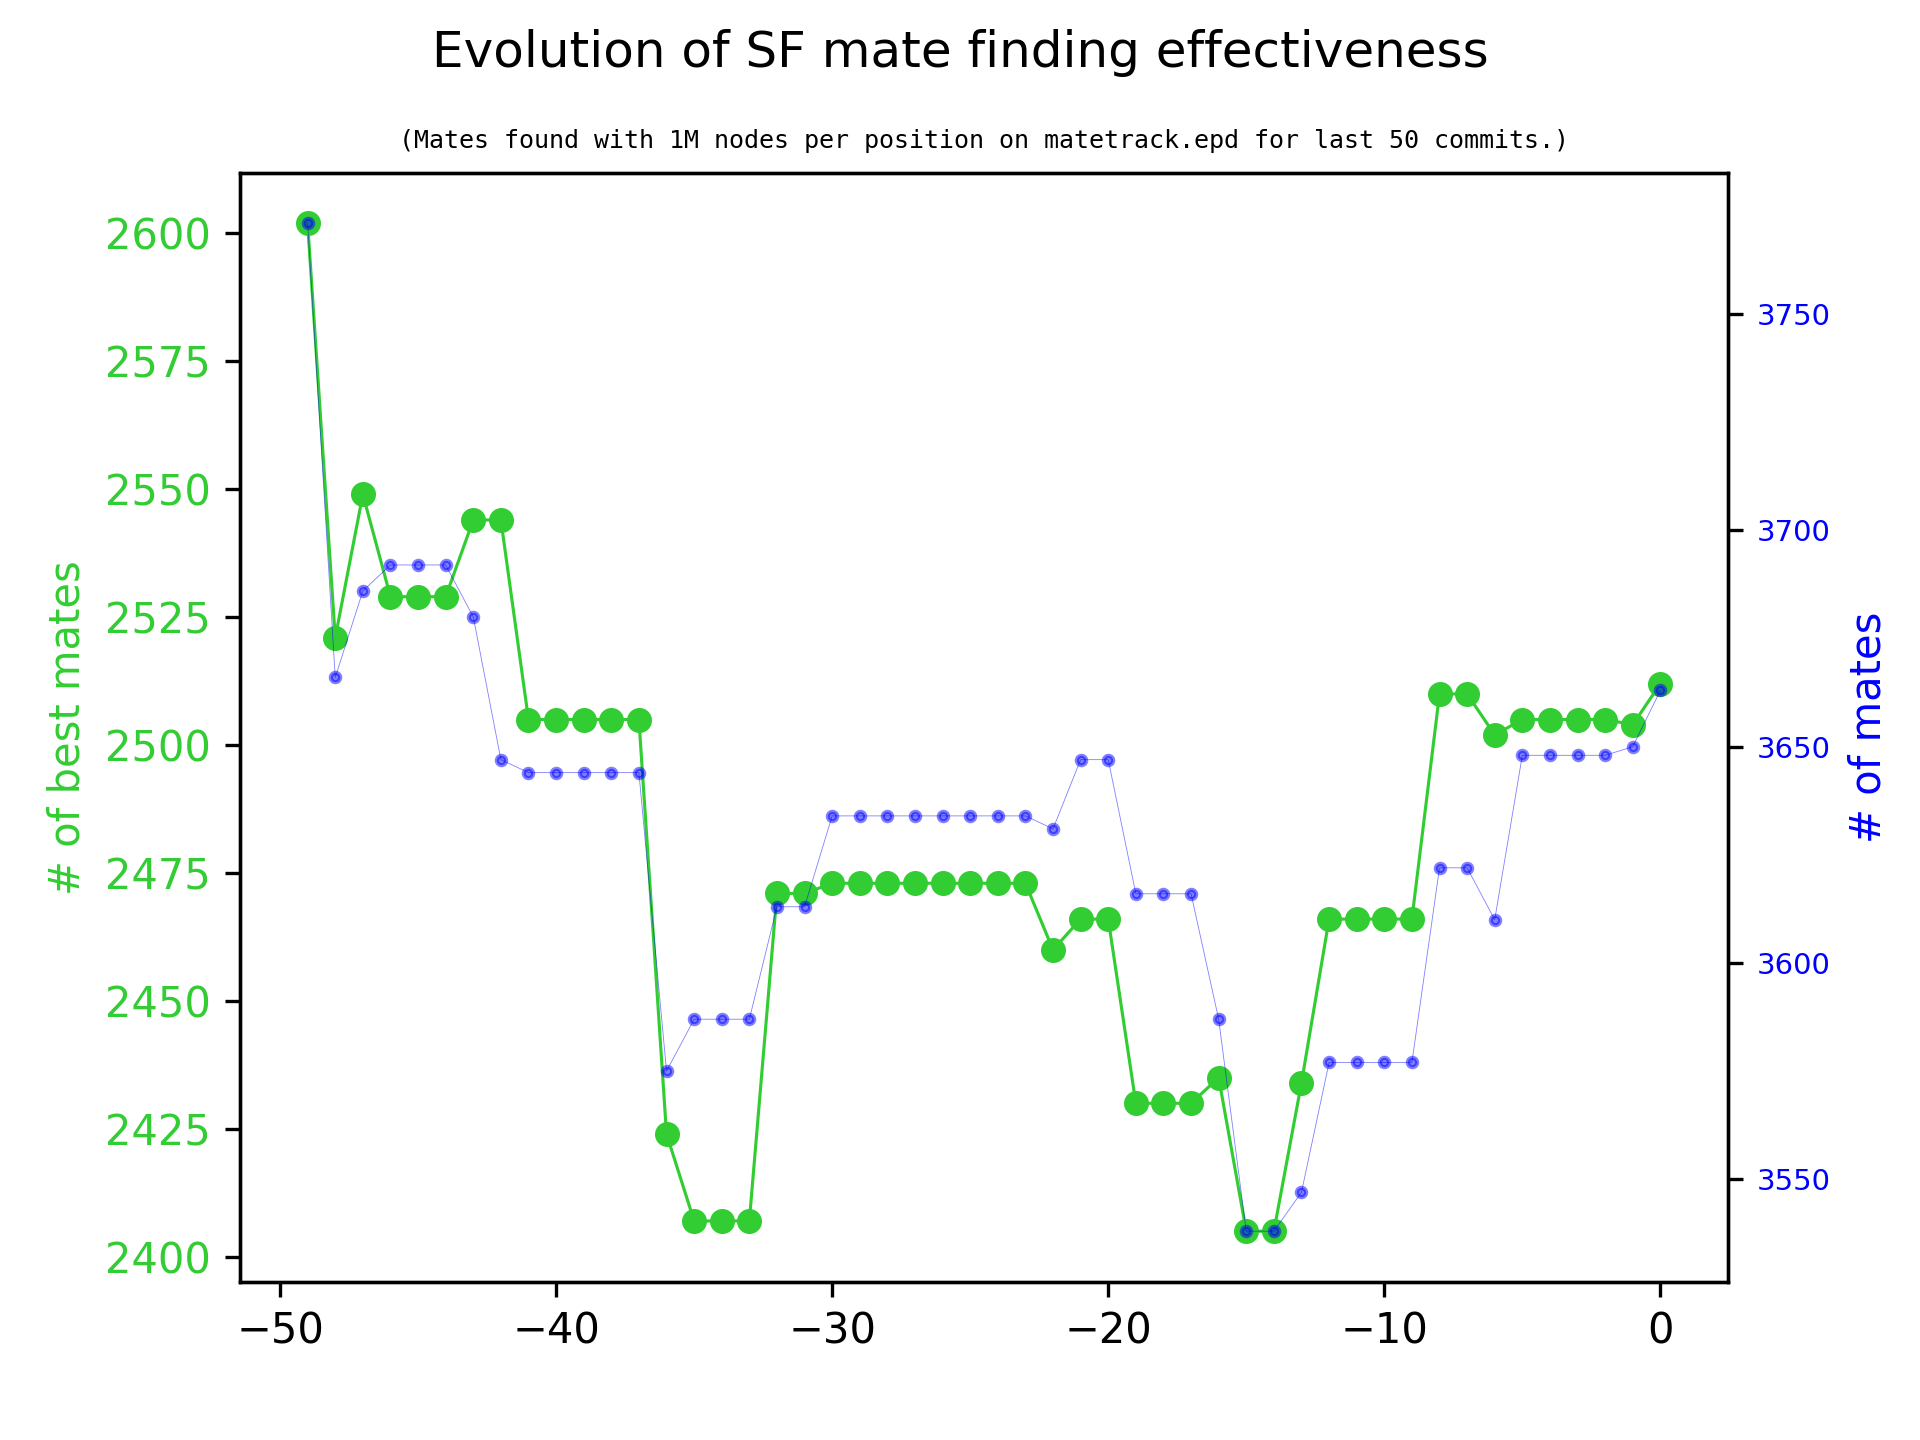 Evolution of SF mate finding effectiveness
(Mates found with 1M nodes per position on matetrack.epd for last 50 commits.)
# of best mates
2600
2575
2550
2525
2500
2475
2450
2425
2400
3750
3700
3650
3600
3550
# of mates
−50 −40 −30 −20 −10 0